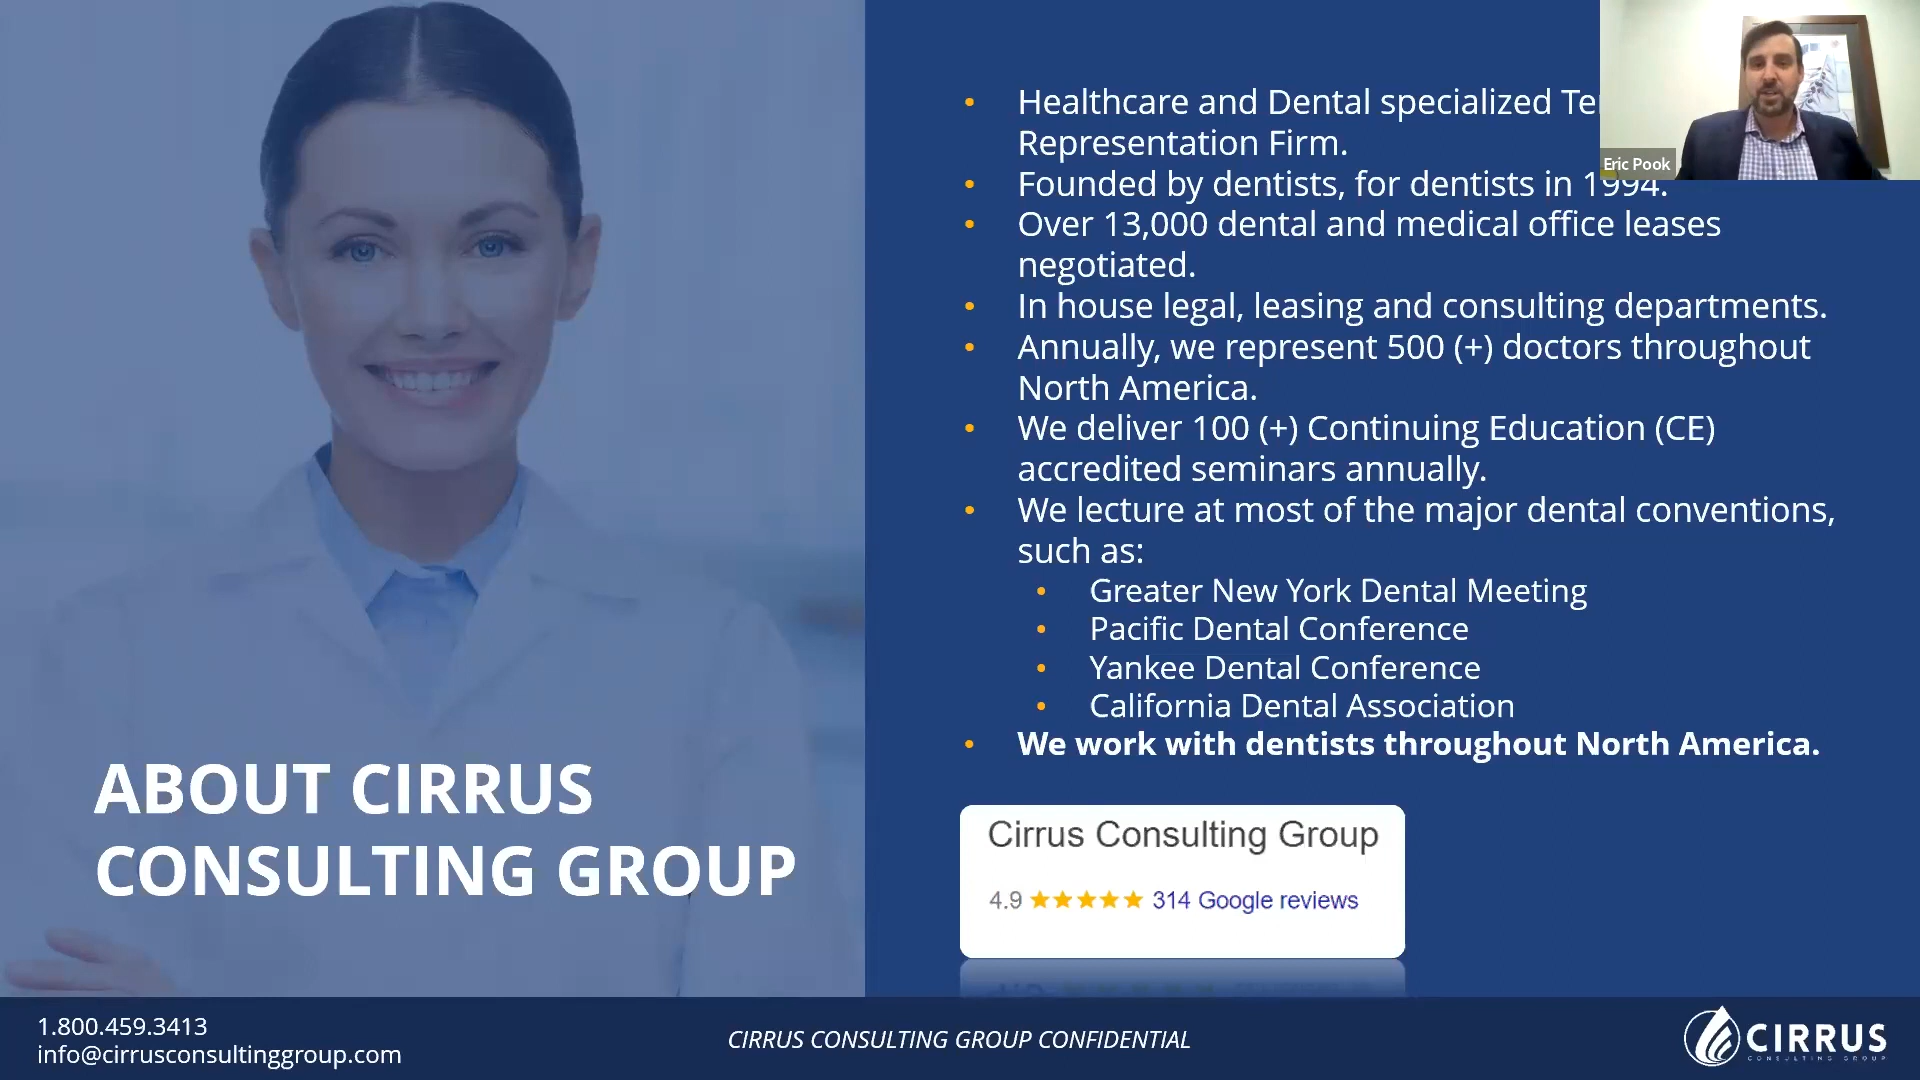 Healthcare and Dental specialized
Representation Firm.
Founded by dentists, for dentists in 1994.
Over 13,000 dental and medical office leases
negotiated.
In house legal, leasing and consulting departments.
Annually, we represent 500 (+) doctors throughout
North America.
We deliver 100 (+) Continuing Education (CE)
accredited seminars annually.
We lecture at most of the major dental conventions,
such as:
Greater New York Dental Meeting
Pacific Dental Conference
Yankee Dental Conference
California Dental Association
We work with dentists throughout North America.
Eric Pook
ABOUT CIRRUS
CONSULTING GROUP
Cirrus Consulting Group
4.9 314 Google reviews
1.800.459.3413
info@cirrusconsultinggroup.com
CIRRUS CONSULTING GROUP CONFIDENTIAL
CIRRUS
CONSULTING GROUP